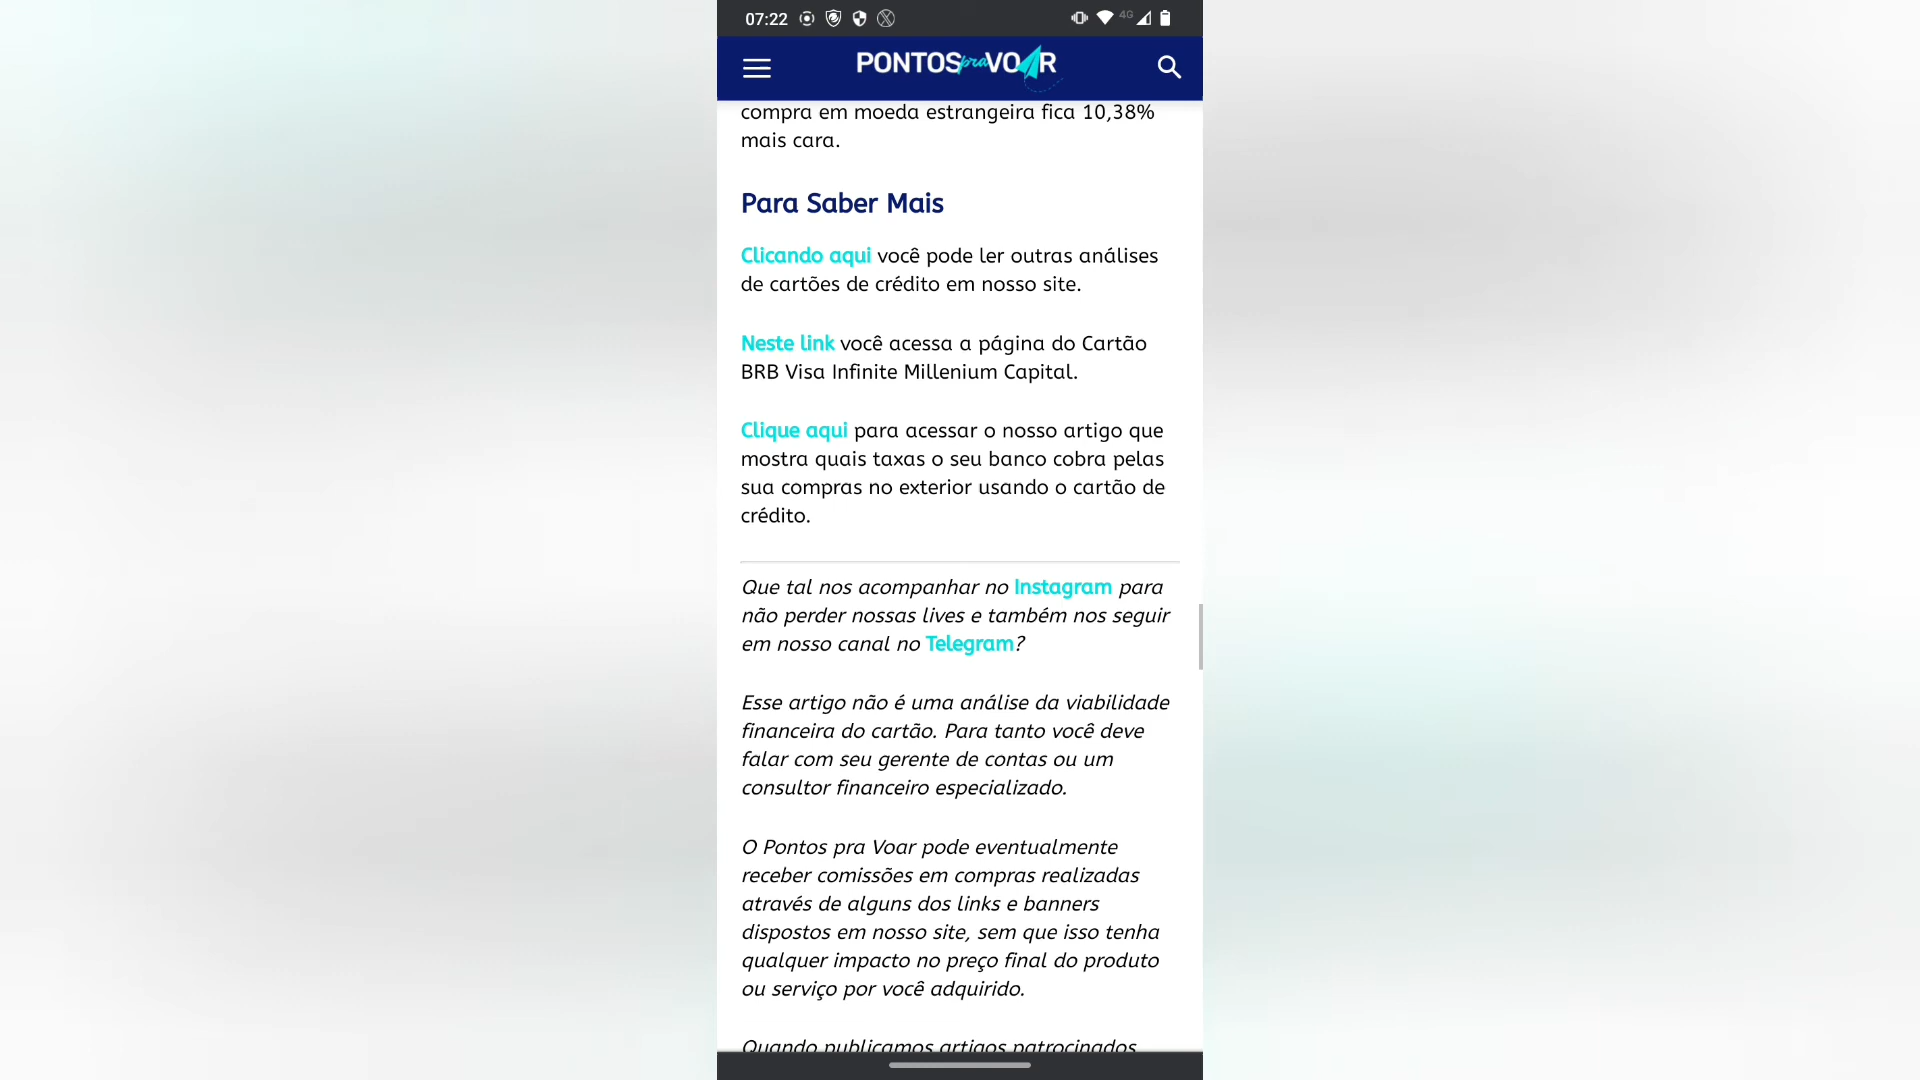 07:22
4G
PONTOS pra VOAR
compra em moeda estrangeira fica 10,38%
mais cara.
Para Saber Mais
Clicando aqui você pode ler outras análises
de cartões de crédito em nosso site.
Neste link você acessa a página do Cartão
BRB Visa Infinite Millenium Capital.
Clique aqui para acessar o nosso artigo que
mostra quais taxas o seu banco cobra pelas
sua compras no exterior usando o cartão de
crédito.
Que tal nos acompanhar no Instagram para
não perder nossas lives e também nos seguir
em nosso canal no Telegram?
Esse artigo não é uma análise da viabilidade
financeira do cartão. Para tanto você deve
falar com seu gerente de contas ou um
consultor financeiro especializado.
O Pontos pra Voar pode eventualmente
receber comissões em compras realizadas
através de alguns dos links e banners
dispostos em nosso site, sem que isso tenha
qualquer impacto no preço final do produto
ou serviço por você adquirido.
Quando publicamos artigos patrocinados